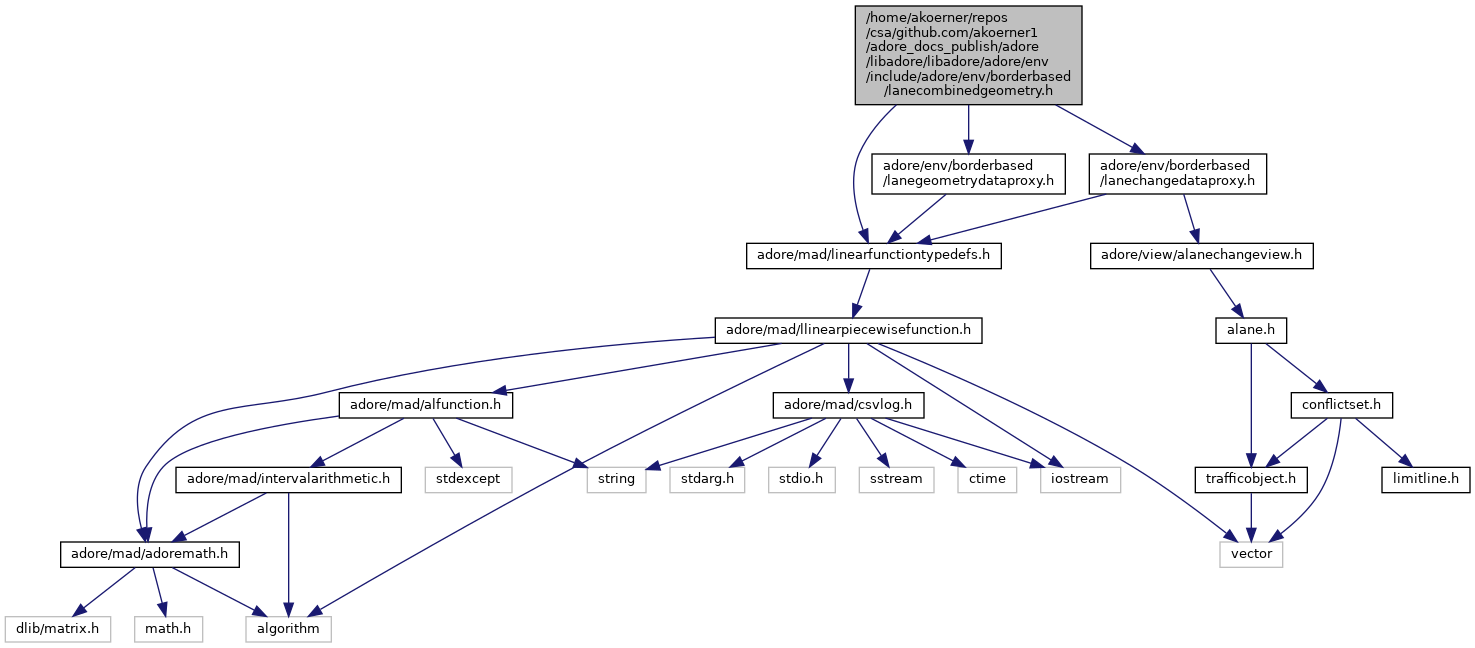 /home/akoerner/repos
/csa/github.com/akoerner1
/adore_docs_publish/adore
/libadore/libadore/adore/env
/include/adore/env/borderbased
/lanecombinedgeometry.h
adore/env/borderbased
/lanegeometrydataproxy.h
adore/env/borderbased
/lanechangedataproxy.h
adore/mad/linearfunctiontypedefs.h
adore/view/alanechangeview.h
adore/mad/llinearpiecewisefunction.h
alane.h
adore/mad/alfunction.h
adore/mad/csvlog.h
conflictset.h
adore/mad/intervalarithmetic.h
stdexcept
string
stdarg.h
stdio.h
sstream
ctime
iostream
trafficobject.h
limitline.h
adore/mad/adoremath.h
vector
dlib/matrix.h
math.h
algorithm